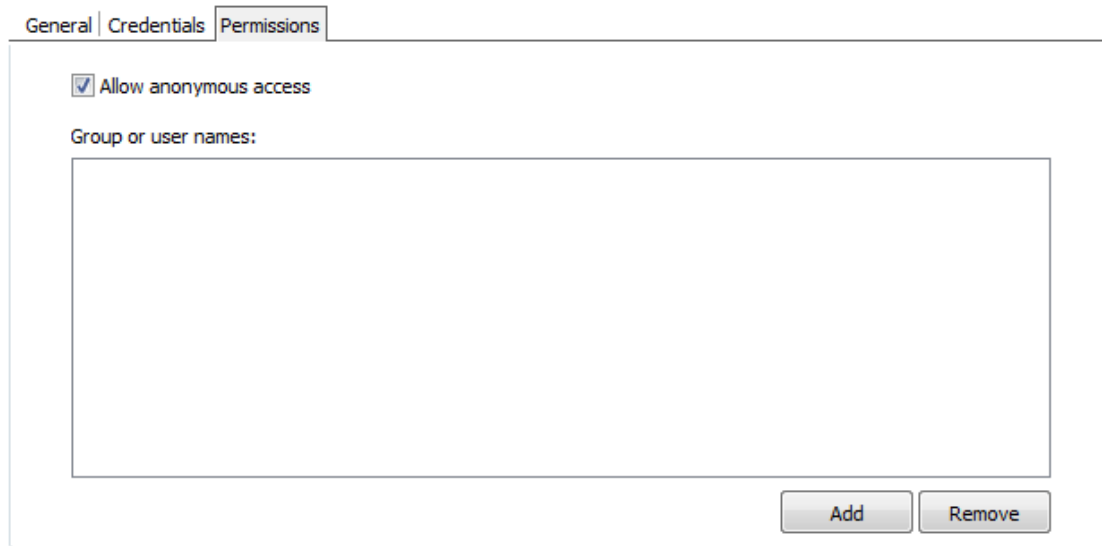 General Credentials Permissions
Allow anonymous access
Group or user names:
Add Remove